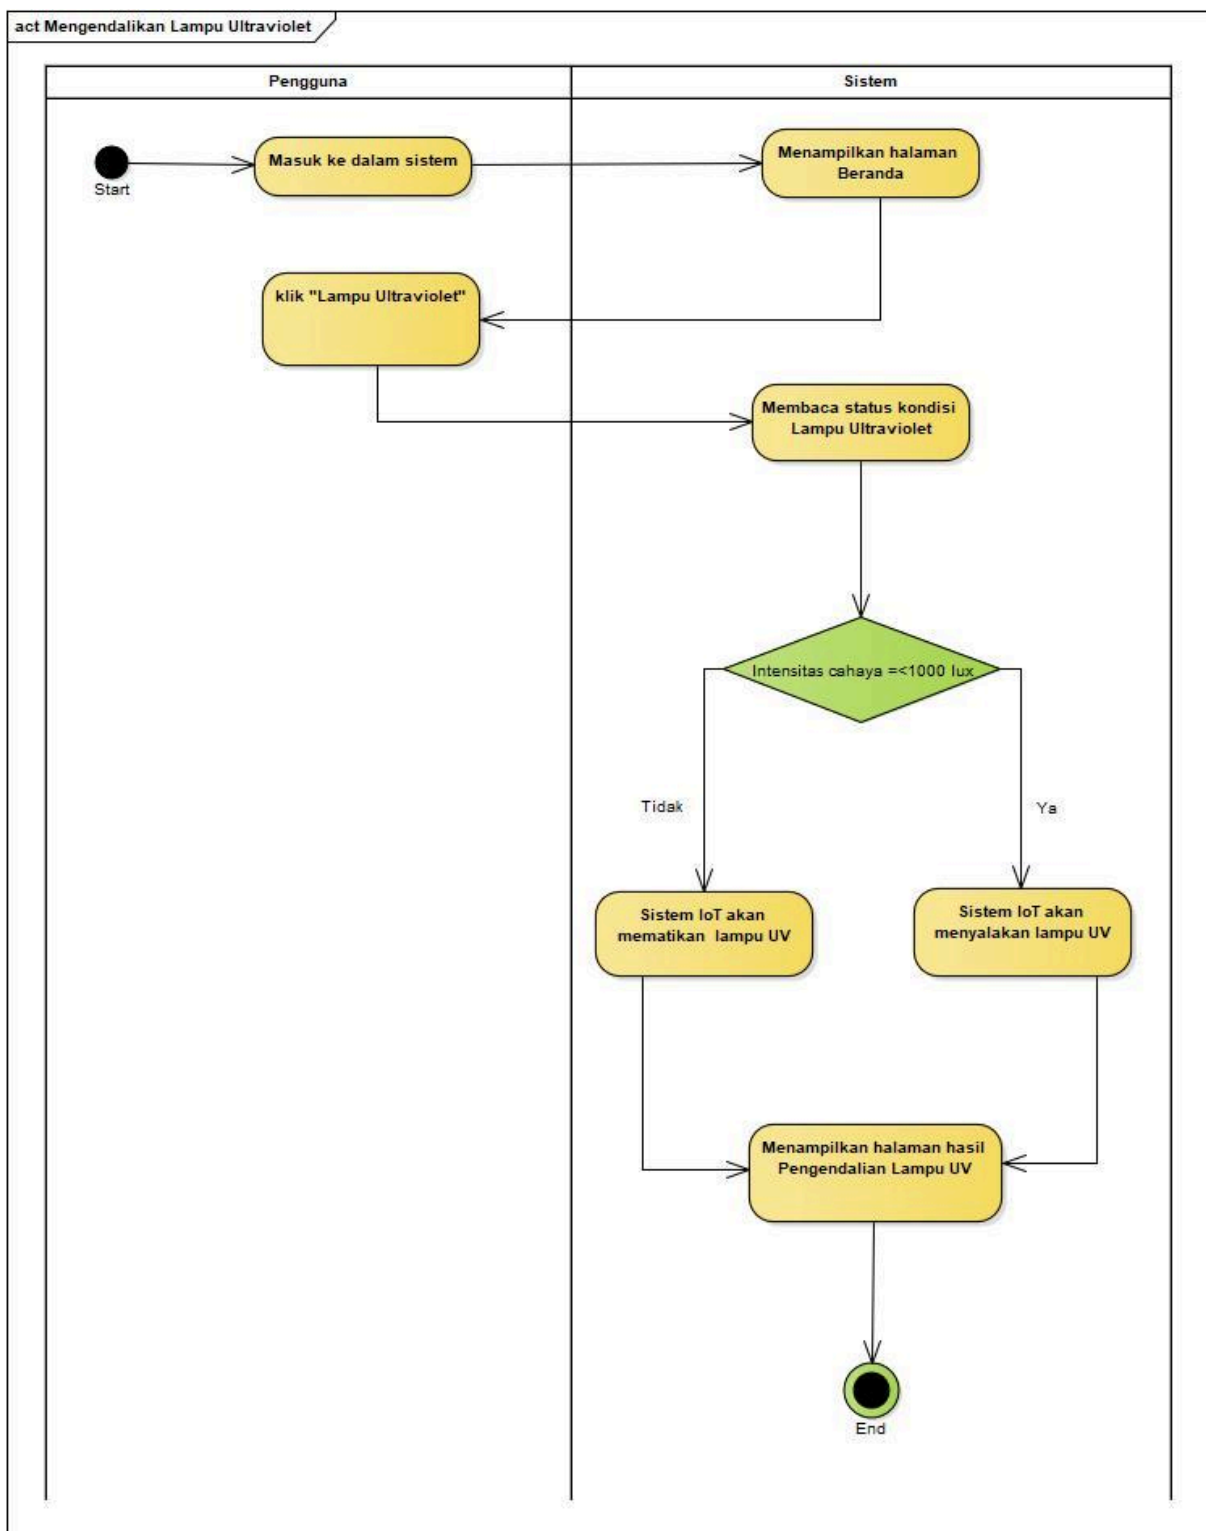 act Mengendalikan Lampu Ultraviolet
Pengguna
Sistem
Start
Masuk ke dalam sistem
Menampilkan halaman
Beranda
klik "Lampu Ultraviolet"
Membaca status kondisi
Lampu Ultraviolet
Intensitas cahaya =<1000 lux
Tidak
Ya
Sistem IoT akan
mematikan lampu UV
Sistem IoT akan
menyalakan lampu UV
Menampilkan halaman hasil
Pengendalian Lampu UV
End